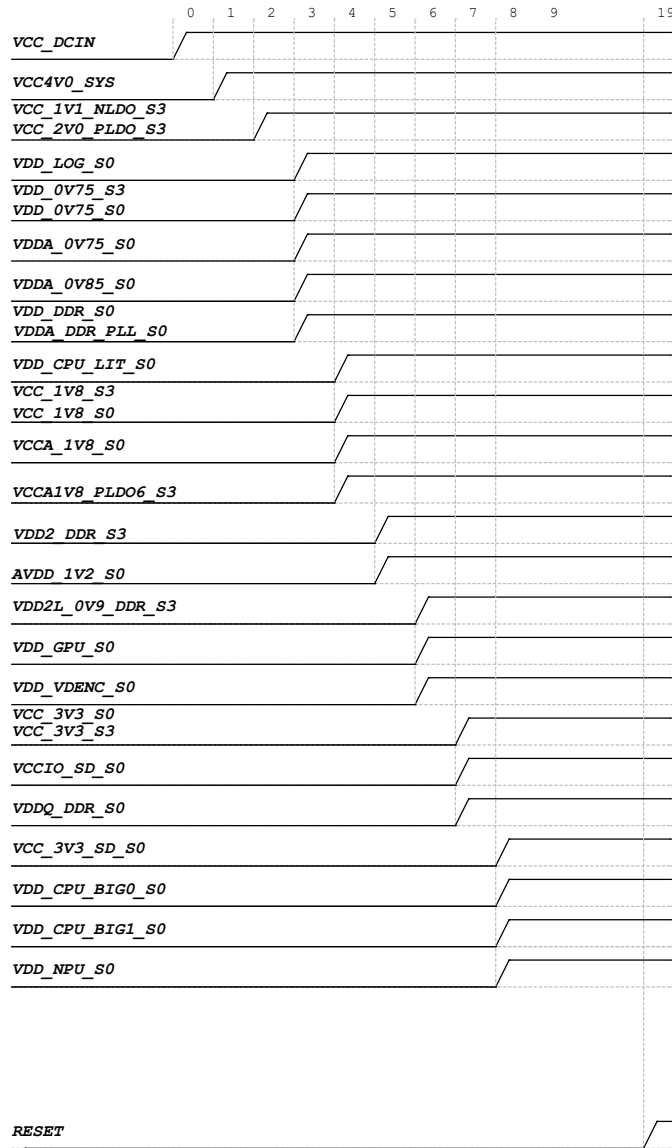 0 1 2 3 4 5 6 7 8 9 19
VCC_DCIN
VCC4V0_SYS
VCC_1V1_NLDO_S3
VCC_2V0_PLDO_S3
VDD_LOG_S0
VDD_0V75_S3
VDD_0V75_S0
VDDA_0V75_S0
VDDA_0V85_S0
VDD_DDR_S0
VDDA_DDR_PLL_S0
VDD_CPU_LIT_S0
VCC_1V8_S3
VCC_1V8_S0
VCCA_1V8_S0
VCCA1V8_PLDO6_S3
VDD2_DDR_S3
AVDD_1V2_S0
VDD2L_0V9_DDR_S3
VDD_GPU_S0
VDD_VDENC_S0
VCC_3V3_S0
VCC_3V3_S3
VCCIO_SD_S0
VDDQ_DDR_S0
VCC_3V3_SD_S0
VDD_CPU_BIG0_S0
VDD_CPU_BIG1_S0
VDD_NPU_S0
RESET